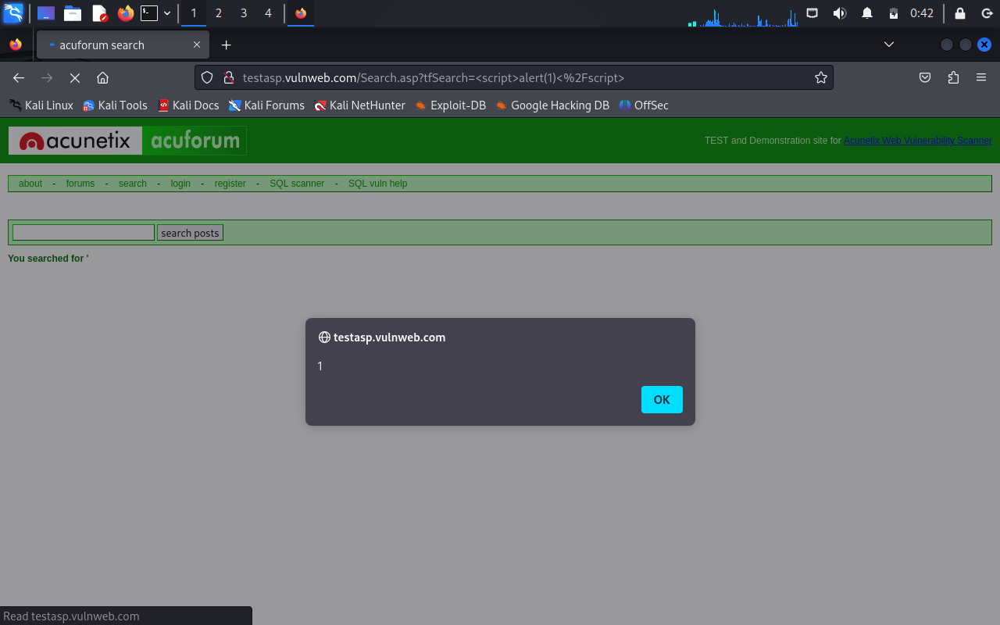 1 2 3 4 0:42
acuforum search
testasp.vulnweb.com/Search.asp?tfSearch=<script>alert(1)<%2Fscript>
Kali Linux Kali Tools Kali Docs Kali Forums Kali NetHunter Exploit-DB Google Hacking DB OffSec
acunetix acuforum
TEST and Demonstration site for Acunetix Web Vulnerability Scanner
about - forums - search - login - register - SQL scanner - SQL vuln help
search posts
You searched for '
testasp.vulnweb.com
1
OK
Read testasp.vulnweb.com